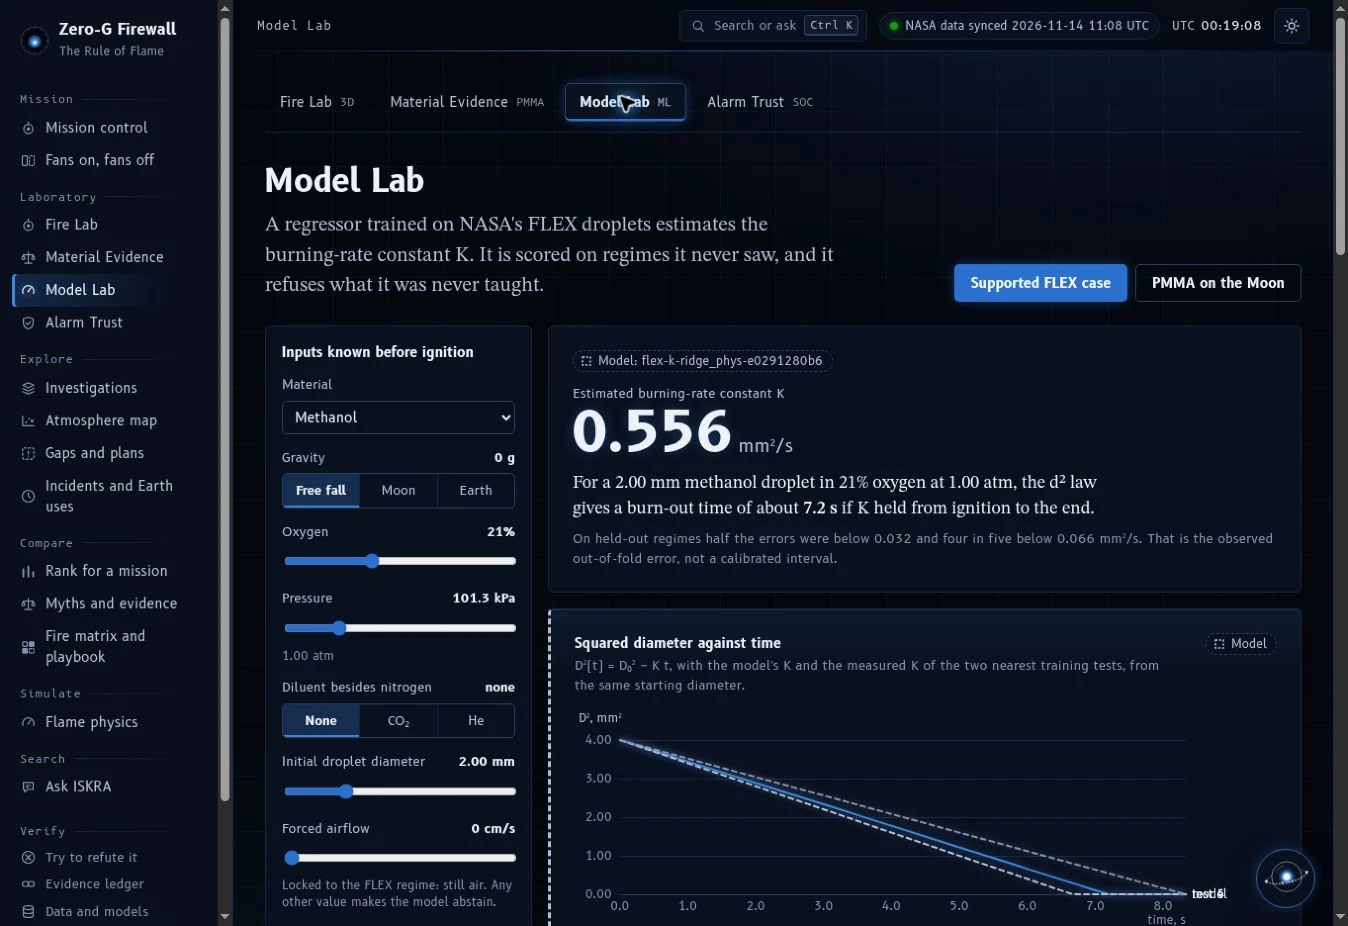 Zero-G Firewall
The Rule of Flame
Mission
Mission control
Fans on, fans off
Laboratory
Fire Lab
Material Evidence
Model Lab
Alarm Trust
Explore
Investigations
Atmosphere map
Gaps and plans
Incidents and Earth
uses
Compare
Rank for a mission
Myths and evidence
Fire matrix and
playbook
Simulate
Flame physics
Search
Ask ISKRA
Verify
Try to refute it
Evidence ledger
Data and models
Model Lab
Search or ask Ctrl K
NASA data synced 2026-11-14 11:08 UTC
UTC 00:19:08
Fire Lab 3D
Material Evidence PMMA
Model Lab ML
Alarm Trust SOC
Model Lab
A regressor trained on NASA's FLEX droplets estimates the
burning-rate constant K. It is scored on regimes it never saw, and it
refuses what it was never taught.
Supported FLEX case
PMMA on the Moon
Inputs known before ignition
Material
Methanol
Gravity 0 g
Free fall Moon Earth
Oxygen 21%
Pressure 101.3 kPa
1.00 atm
Diluent besides nitrogen none
None CO₂ He
Initial droplet diameter 2.00 mm
Forced airflow 0 cm/s
Locked to the FLEX regime: still air. Any
other value makes the model abstain.
Model: flex-k-ridge_phys-e0291280b6
Estimated burning-rate constant K
0.556 mm²/s
For a 2.00 mm methanol droplet in 21% oxygen at 1.00 atm, the d² law
gives a burn-out time of about 7.2 s if K held from ignition to the end.
On held-out regimes half the errors were below 0.032 and four in five below 0.066 mm²/s. That is the observed
out-of-fold error, not a calibrated interval.
Squared diameter against time
Model
D²[t] = D₀² − K t, with the model's K and the measured K of the two nearest training tests, from
the same starting diameter.
D², mm²
4.00
3.00
2.00
1.00
0.00
0.0 1.0 2.0 3.0 4.0 5.0 6.0 7.0 8.0
time, s